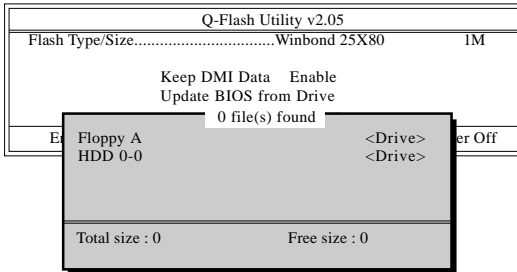 Q-Flash Utility v2.05
Flash Type/Size.................................Winbond 25X80 1M
Keep DMI Data Enable
Update BIOS from Drive
0 file(s) found
Floppy A <Drive>
HDD 0-0 <Drive>
Total size : 0 Free size : 0
Off